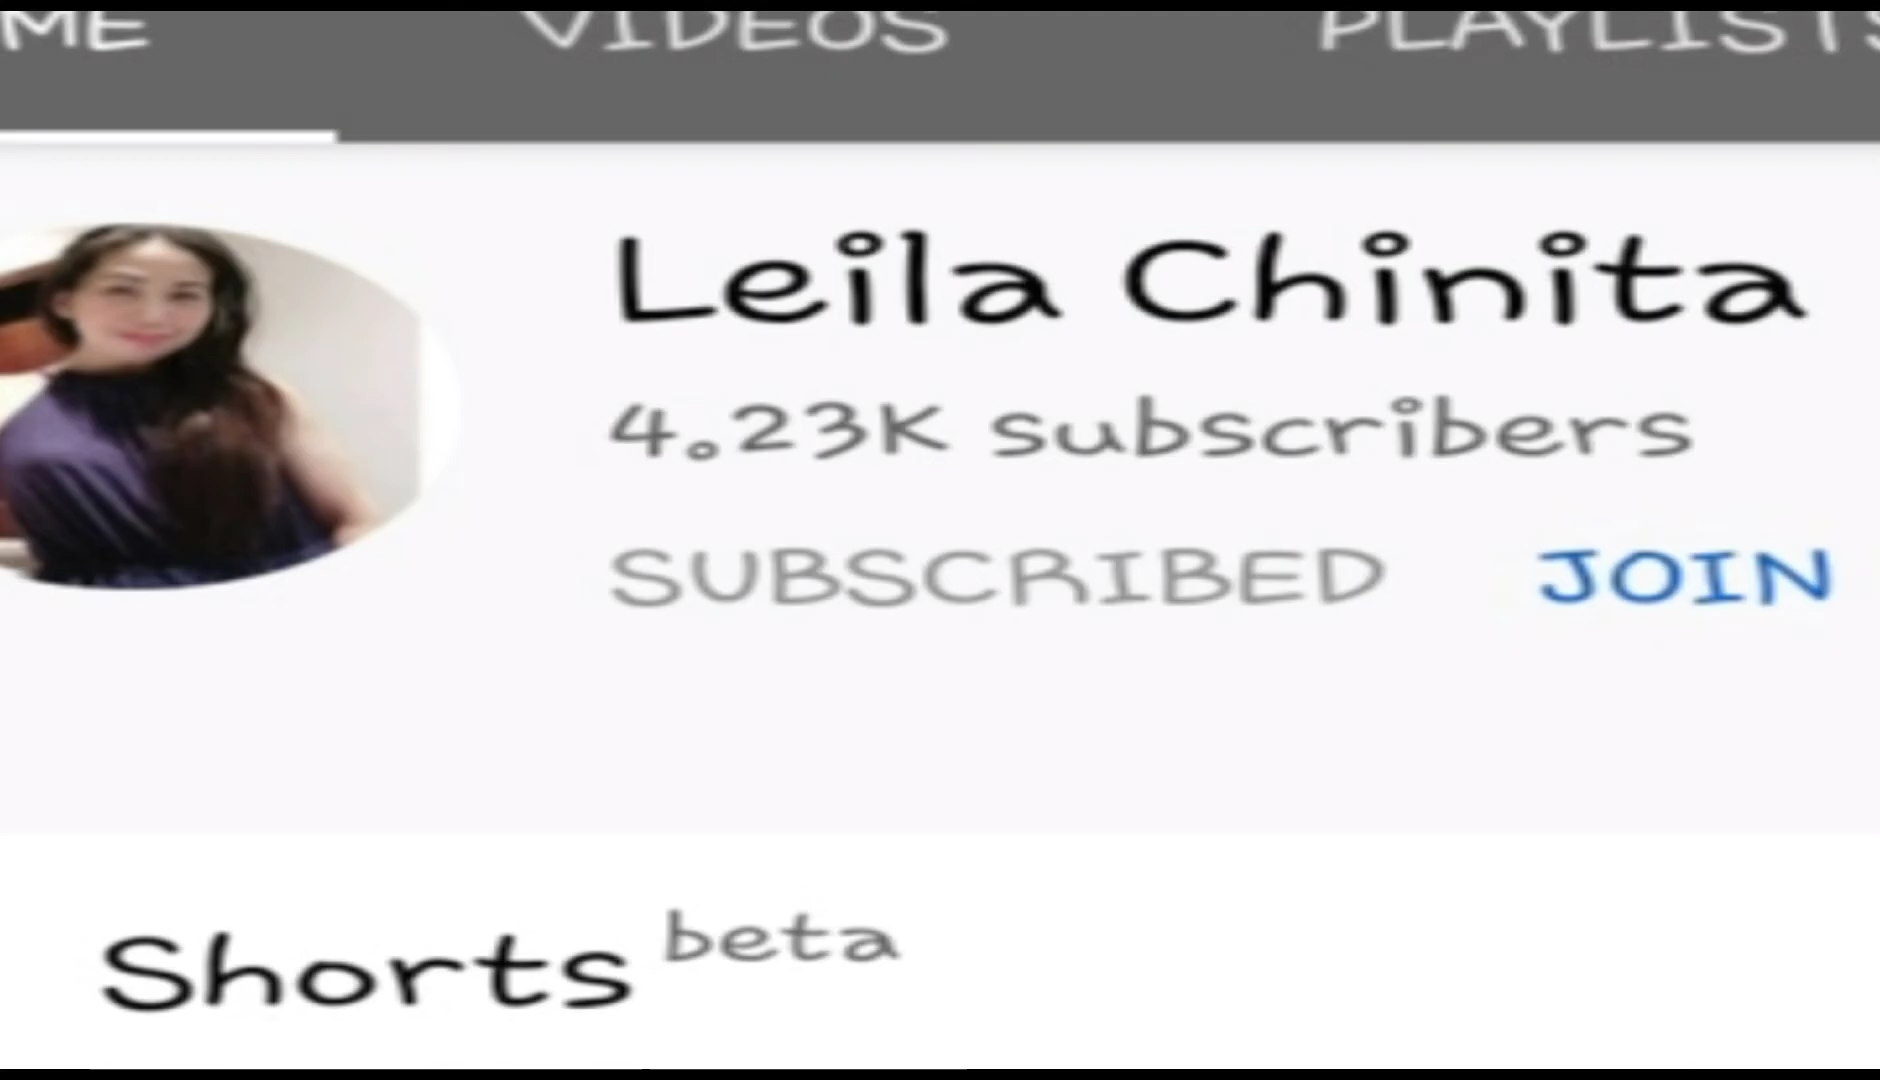 ME VIDEOS PLAYLISTS
Leila Chinita
4.23K subscribers
SUBSCRIBED JOIN
Shorts beta